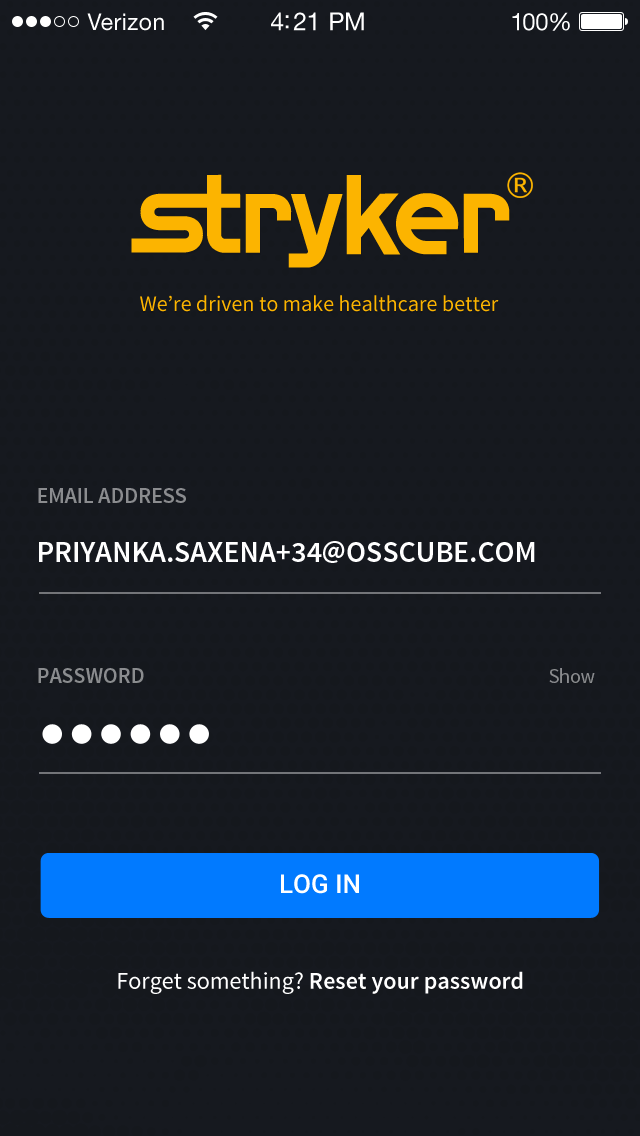 Verizon 4:21 PM 100%
stryker®
We’re driven to make healthcare better
EMAIL ADDRESS
PRIYANKA.SAXENA+34@OSSCUBE.COM
PASSWORD Show
●●●●●●
LOG IN
Forget something? Reset your password